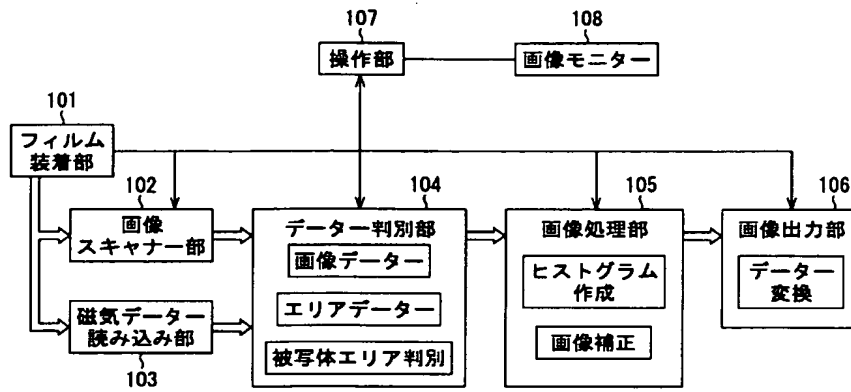 107
操作部
108
画像モニター
101
フィルム
装着部
102
画像
スキャナー部
103
磁気データー
読み込み部
104
データー判別部
画像データー
エリアデーター
被写体エリア判別
105
画像処理部
ヒストグラム
作成
画像補正
106
画像出力部
データー
変換